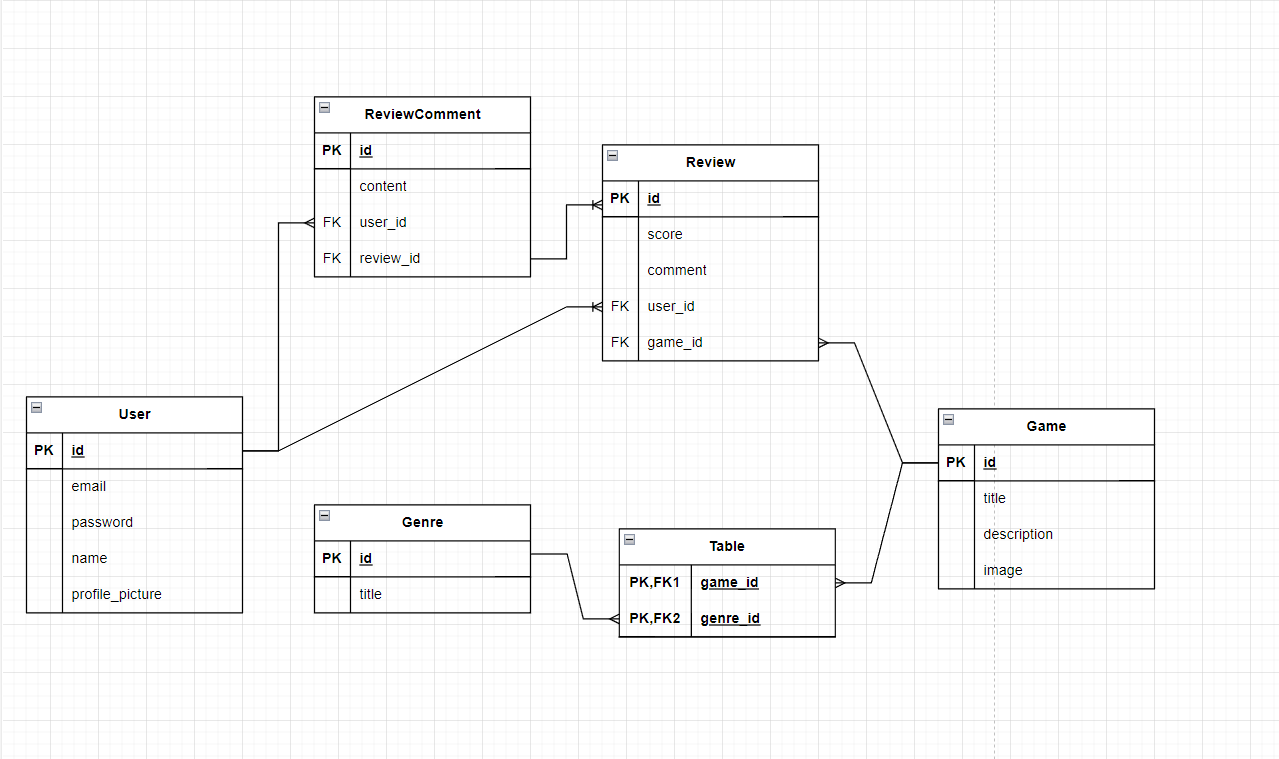 ReviewComment
PK id
content
FK user_id
FK review_id
Review
PK id
score
comment
FK user_id
FK game_id
User
PK id
email
password
name
profile_picture
Genre
PK id
title
Table
PK,FK1 game_id
PK,FK2 genre_id
Game
PK id
title
description
image